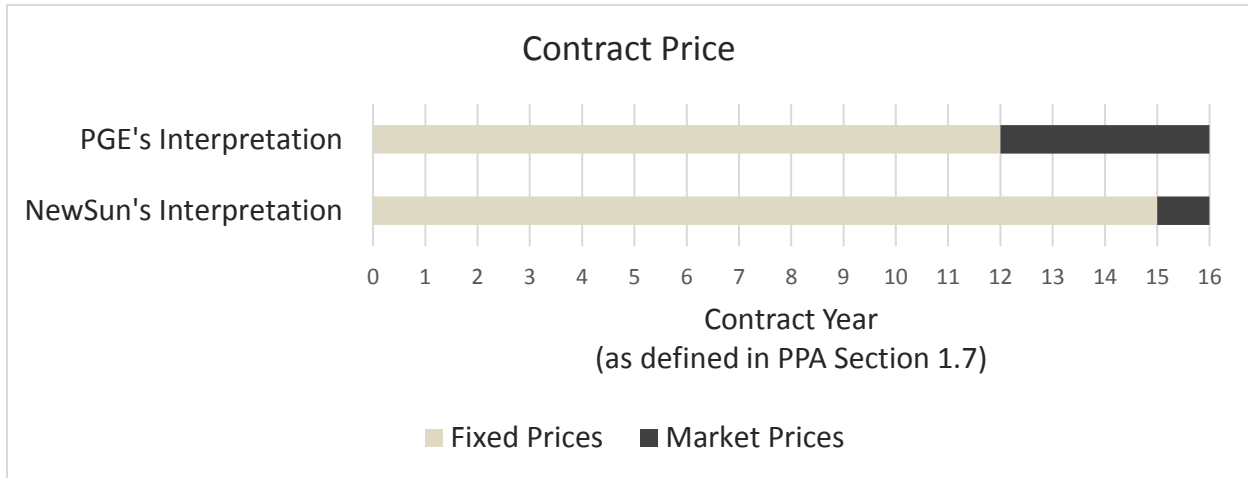 Contract Price
PGE's Interpretation
NewSun's Interpretation
0 1 2 3 4 5 6 7 8 9 10 11 12 13 14 15 16
Contract Year
(as defined in PPA Section 1.7)
Fixed Prices Market Prices